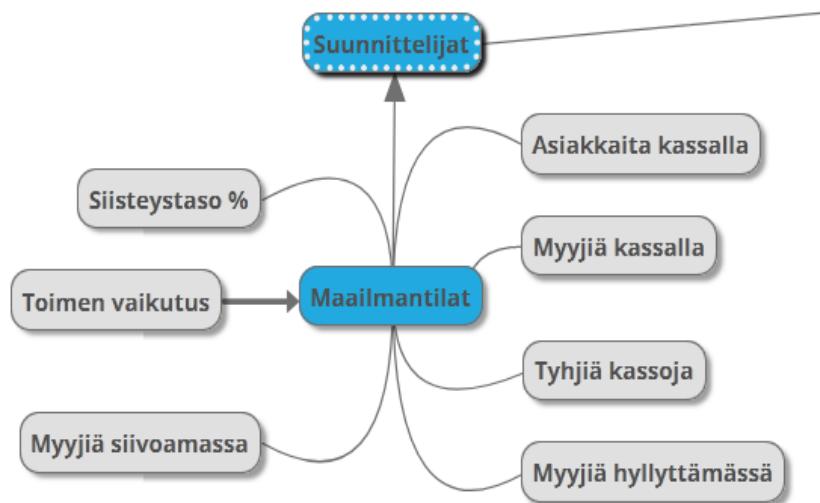 Suunnittelijat
Asiakkaita kassalla
Siisteystaso %
Myyjiä kassalla
Toimen vaikutus
Maailmantilat
Tyhjiä kassoja
Myyjiä siivoamassa
Myyjiä hyllyttämässä